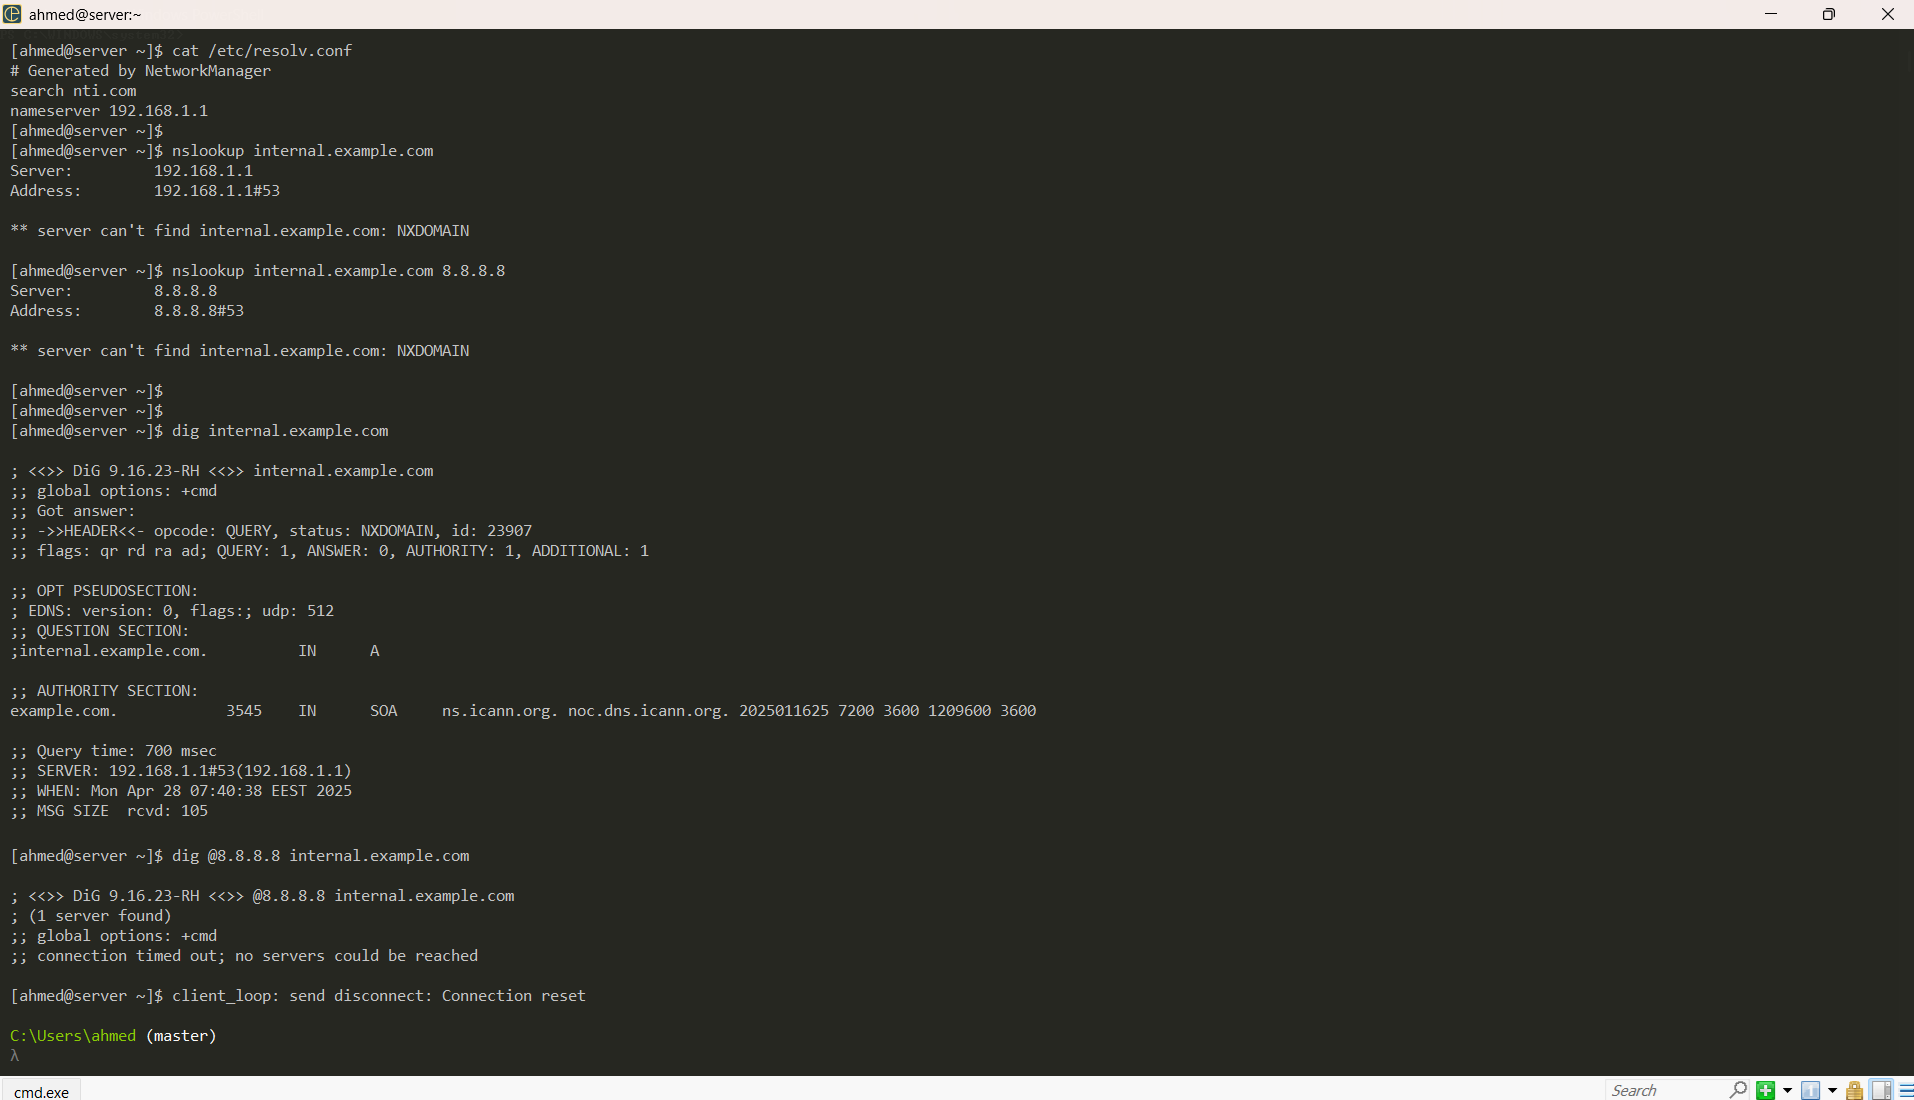 ahmed@server:~
[ahmed@server ~]$ cat /etc/resolv.conf
# Generated by NetworkManager
search nti.com
nameserver 192.168.1.1
[ahmed@server ~]$
[ahmed@server ~]$ nslookup internal.example.com
Server:         192.168.1.1
Address:        192.168.1.1#53
** server can't find internal.example.com: NXDOMAIN
[ahmed@server ~]$ nslookup internal.example.com 8.8.8.8
Server:         8.8.8.8
Address:        8.8.8.8#53
** server can't find internal.example.com: NXDOMAIN
[ahmed@server ~]$
[ahmed@server ~]$
[ahmed@server ~]$ dig internal.example.com
; <<>> DiG 9.16.23-RH <<>> internal.example.com
;; global options: +cmd
;; Got answer:
;; ->>HEADER<<- opcode: QUERY, status: NXDOMAIN, id: 23907
;; flags: qr rd ra ad; QUERY: 1, ANSWER: 0, AUTHORITY: 1, ADDITIONAL: 1
;; OPT PSEUDOSECTION:
; EDNS: version: 0, flags:; udp: 512
;; QUESTION SECTION:
;internal.example.com.          IN      A
;; AUTHORITY SECTION:
example.com.            3545    IN      SOA     ns.icann.org. noc.dns.icann.org. 2025011625 7200 3600 1209600 3600
;; Query time: 700 msec
;; SERVER: 192.168.1.1#53(192.168.1.1)
;; WHEN: Mon Apr 28 07:40:38 EEST 2025
;; MSG SIZE  rcvd: 105
[ahmed@server ~]$ dig @8.8.8.8 internal.example.com
; <<>> DiG 9.16.23-RH <<>> @8.8.8.8 internal.example.com
; (1 server found)
;; global options: +cmd
;; connection timed out; no servers could be reached
[ahmed@server ~]$ client_loop: send disconnect: Connection reset
C:\Users\ahmed (master)
λ
cmd.exe
Search